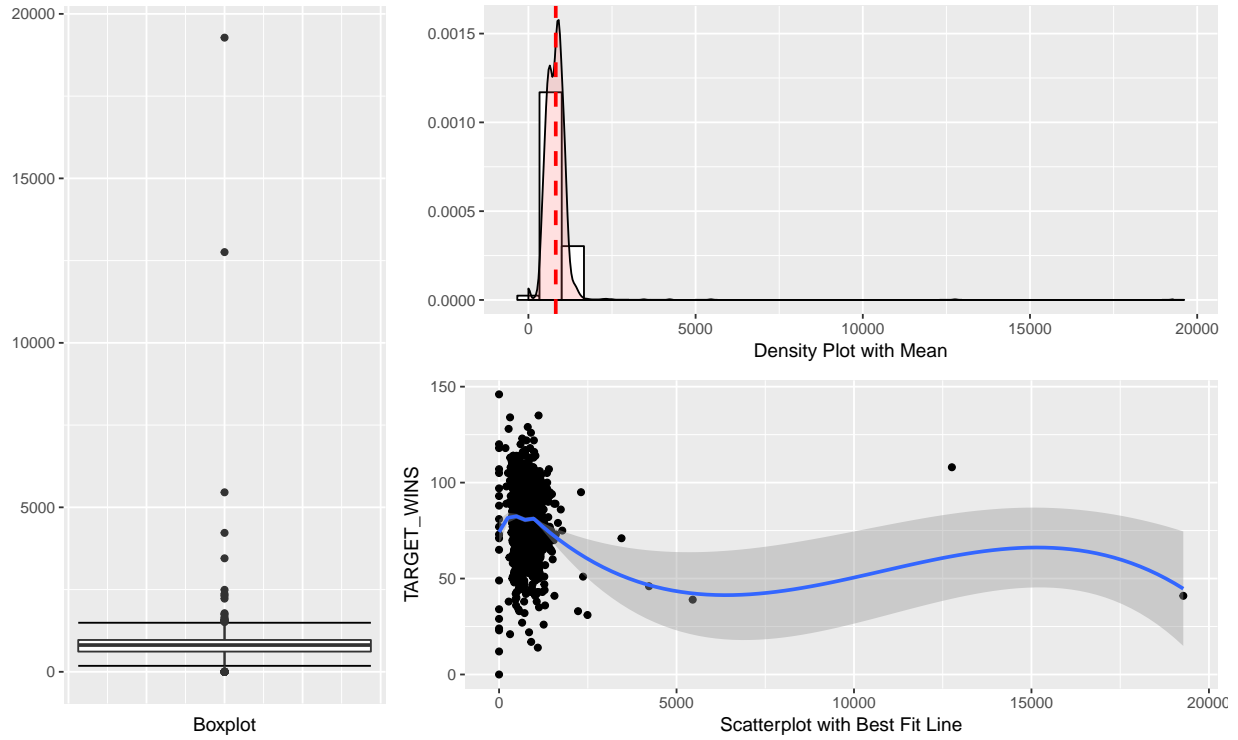 20000
15000
10000
5000
0
Boxplot
0.0015
0.0010
0.0005
0.0000
0 5000 10000 15000 20000
Density Plot with Mean
TARGET_WINS
150
100
50
0
0 5000 10000 15000 20000
Scatterplot with Best Fit Line